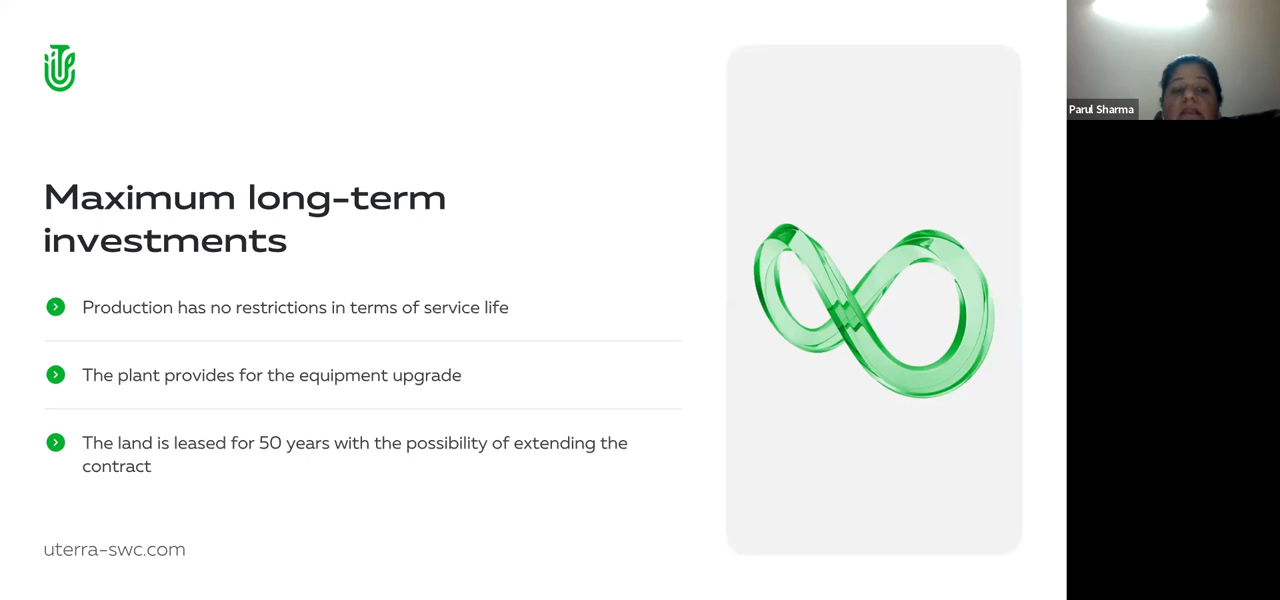 Maximum long-term
investments
Production has no restrictions in terms of service life
The plant provides for the equipment upgrade
The land is leased for 50 years with the possibility of extending the
contract
uterra-swc.com
Parul Sharma